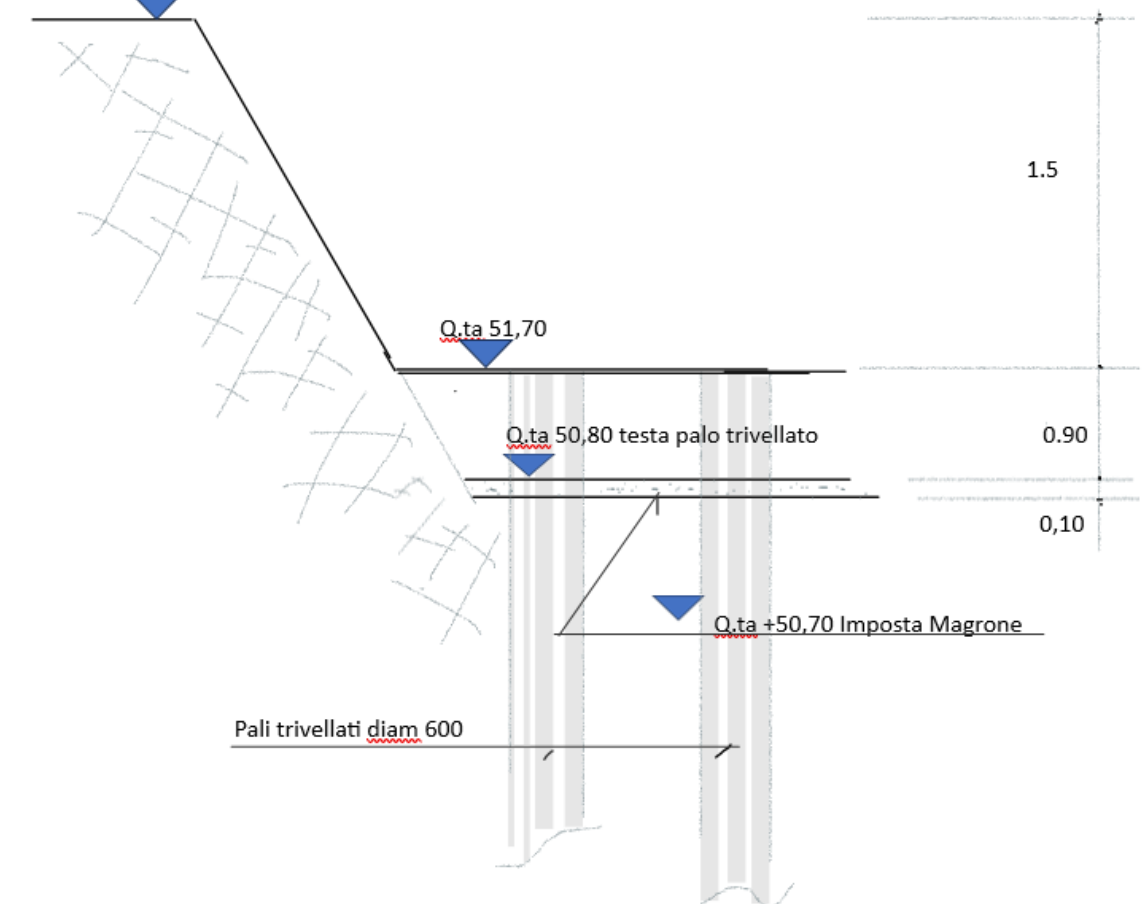 1.5
Q.ta 51,70
Q.ta 50,80 testa palo trivellato
0.90
0,10
Q.ta +50,70 Imposta Magrone
Pali trivellati diam 600